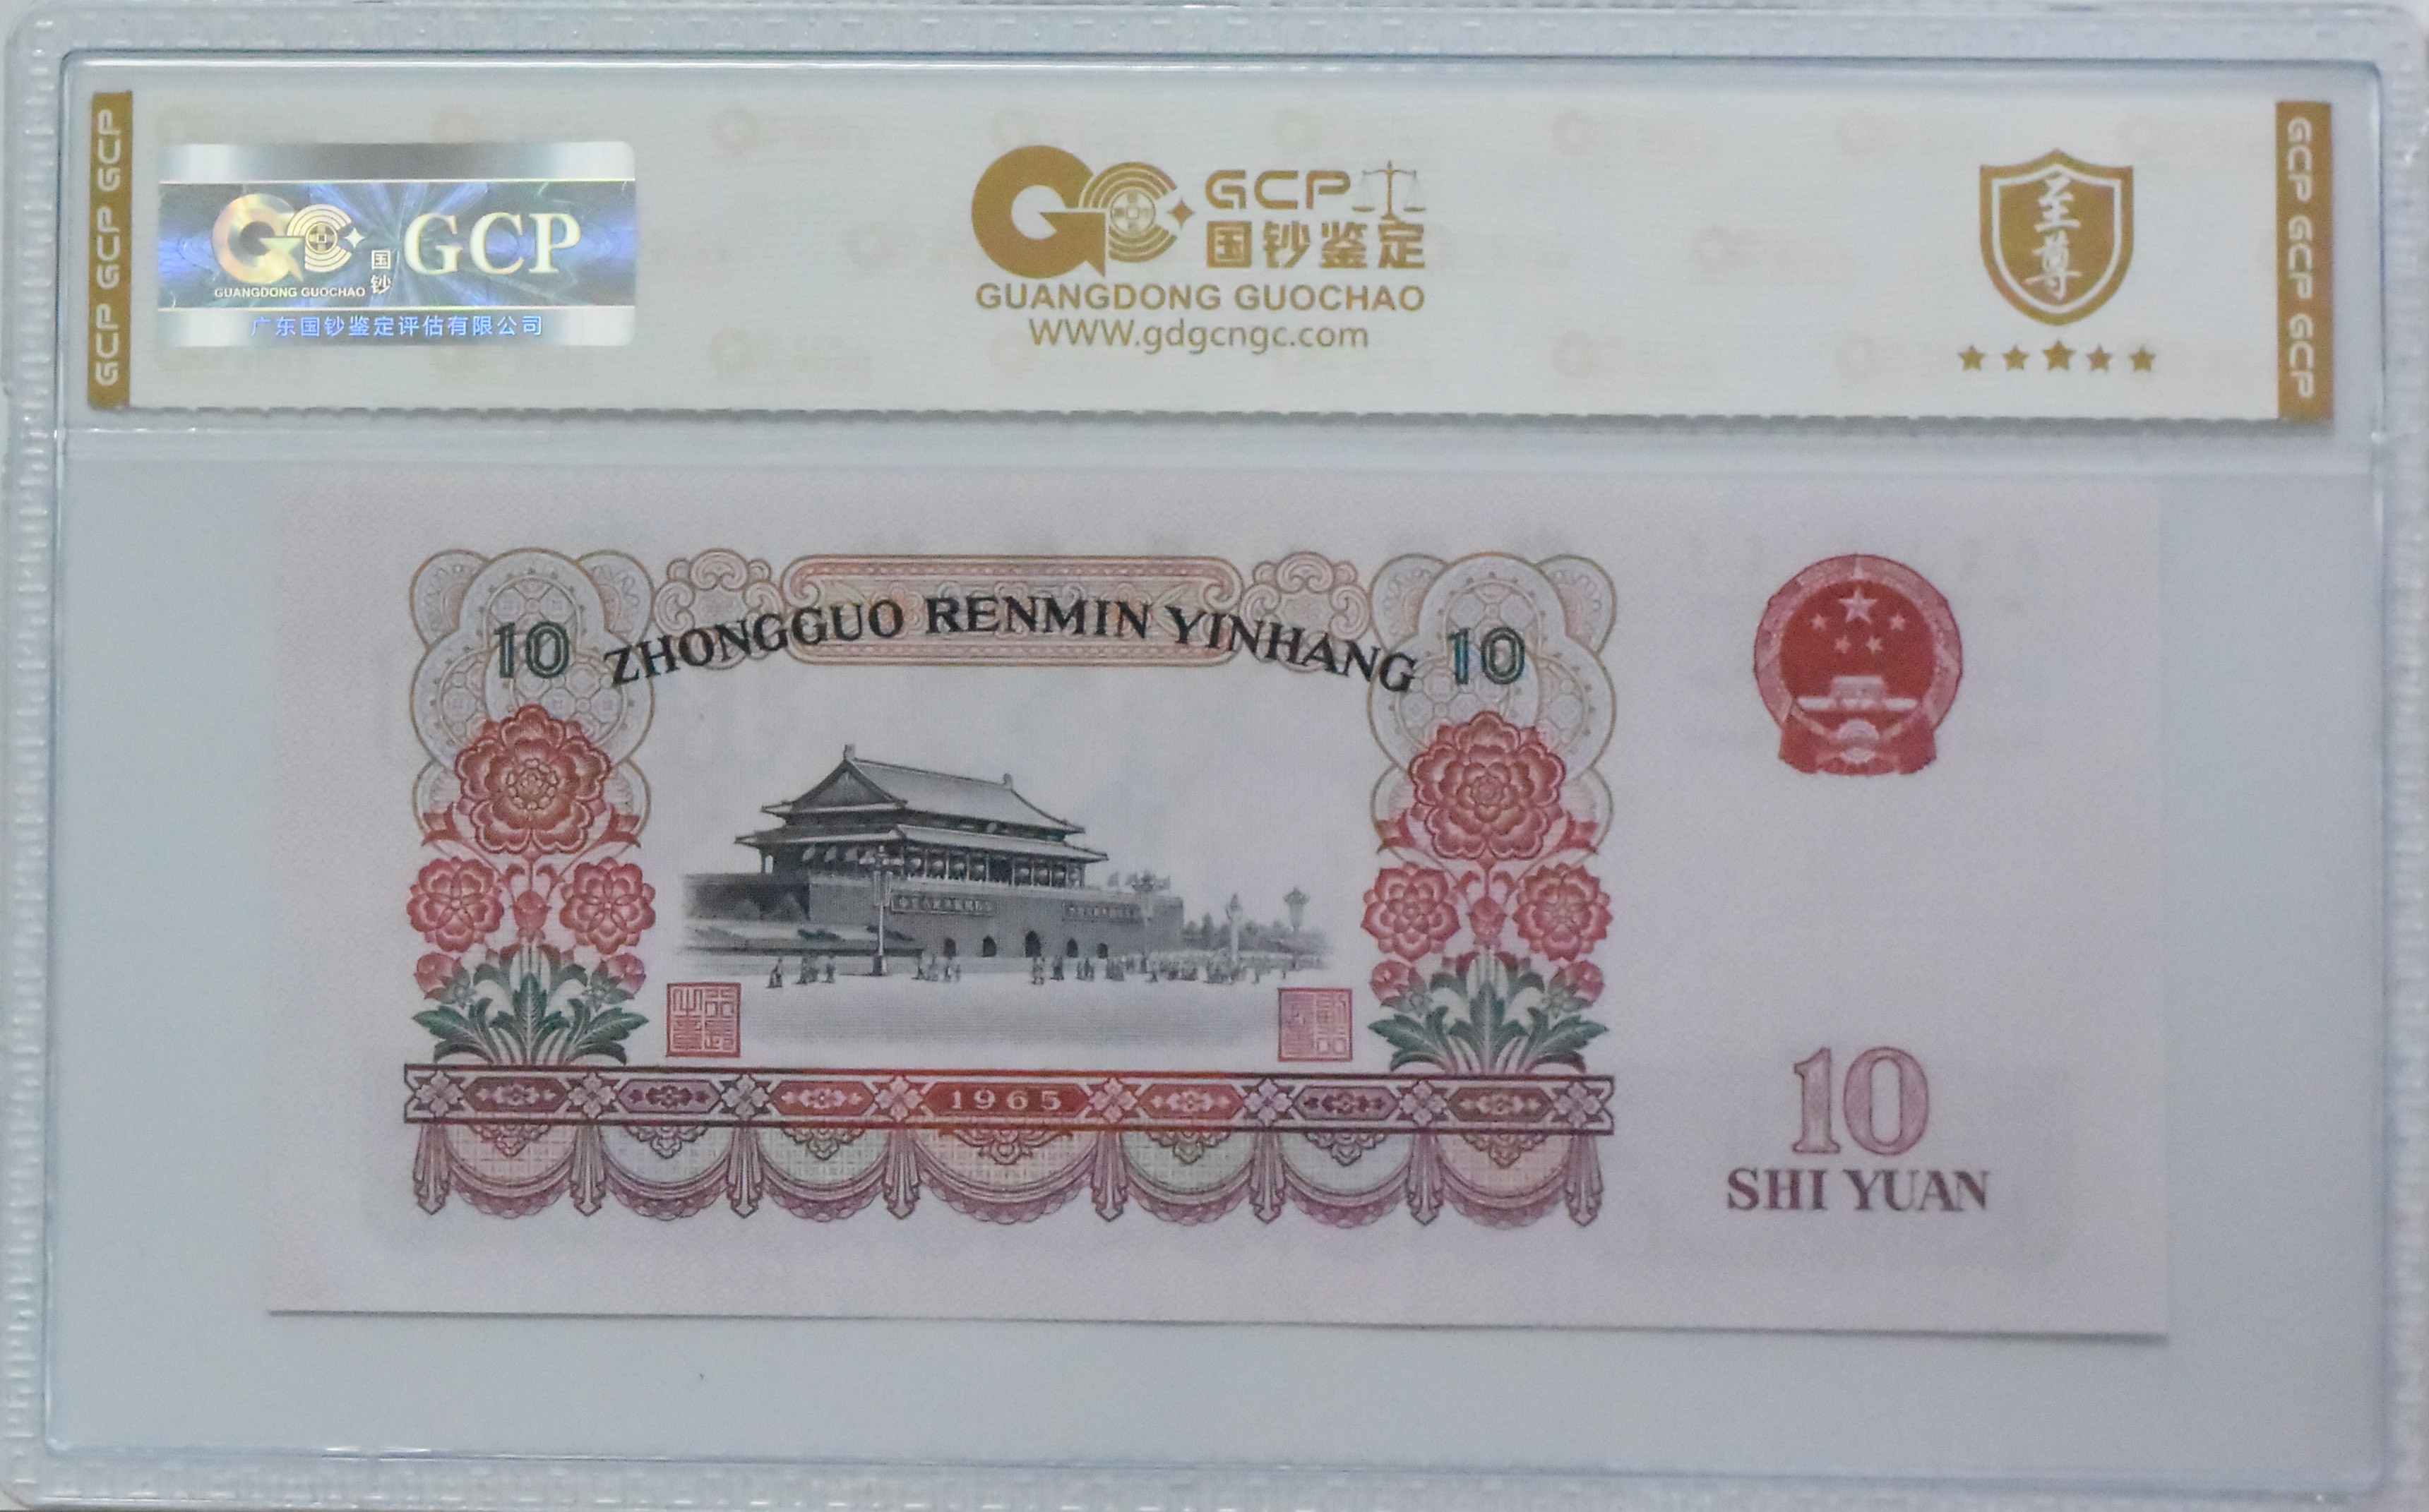 GCP GCP GCP
国钞 GCP
GUANGDONG GUOCHAO
广东国钞鉴定评估有限公司
GCP
国钞鉴定
GUANGDONG GUOCHAO
WWW.gdgcngc.com
至尊
GCP GCP GCP
10 ZHONGGUO RENMIN YINHANG 10
1965
10
SHI YUAN